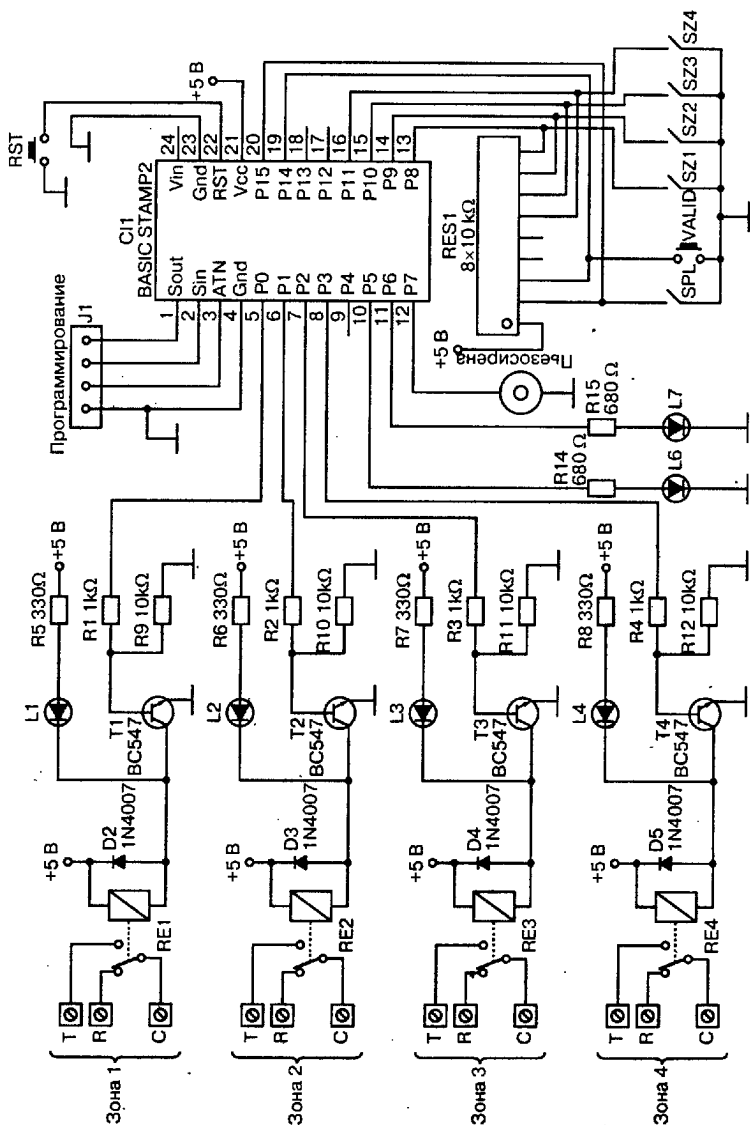 RST
+5 В
CI1
BASIC STAMP2
1 Sout
2 Sin
3 ATN
4 Gnd
5 P0
6 P1
7 P2
8 P3
9 P4
10 P5
11 P6
12 P7
Vin 24
Gnd 23
RST 22
Vcc 21
P15 20
P14 19
P13 18
P12 17
P11 16
P10 15
P9 14
P8 13
Программирование
J1
RES1
8×10 kΩ
+5 В
Пьезосирена
SPL
VALID
SZ1
SZ2
SZ3
SZ4
R14
680 Ω
L6
R15
680 Ω
L7
Зона 1
T
R
C
RE1
+5 В
D2
1N4007
L1
T1
BC547
R5 330Ω
+5 В
R1 1kΩ
R9 10kΩ
Зона 2
T
R
C
RE2
+5 В
D3
1N4007
L2
T2
BC547
R6 330Ω
+5 В
R2 1kΩ
R10 10kΩ
Зона 3
T
R
C
RE3
+5 В
D4
1N4007
L3
T3
BC547
R7 330Ω
+5 В
R3 1kΩ
R11 10kΩ
Зона 4
T
R
C
RE4
+5 В
D5
1N4007
L4
T4
BC547
R8 330Ω
+5 В
R4 1kΩ
R12 10kΩ